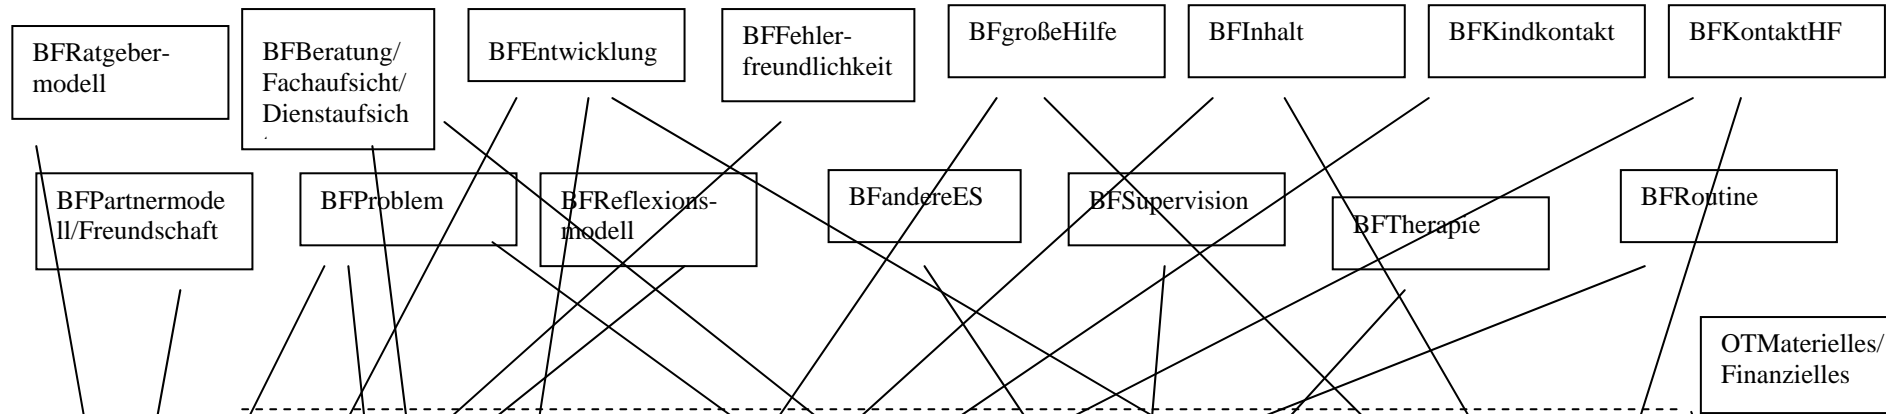 BFRatgeber-
modell
BFBeratung/
Fachaufsicht/
Dienstaufsich
BFEntwicklung
BFFehler-
freundlichkeit
BFgroßeHilfe
BFInhalt
BFKindkontakt
BFKontaktHF
BFPartnermode
ll/Freundschaft
BFProblem
BFReflexions-
modell
BFandereES
BFSupervision
BFTherapie
BFRoutine
OTMaterielles/
Finanzielles